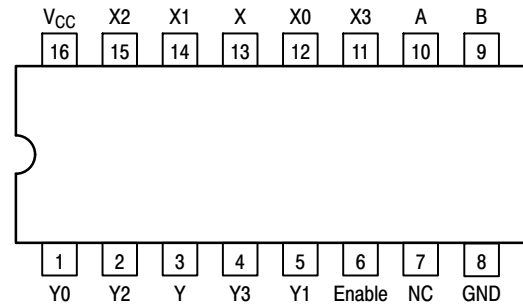 V_CC X2 X1 X X0 X3 A B
16 15 14 13 12 11 10 9
1 2 3 4 5 6 7 8
Y0 Y2 Y Y3 Y1 Enable NC GND